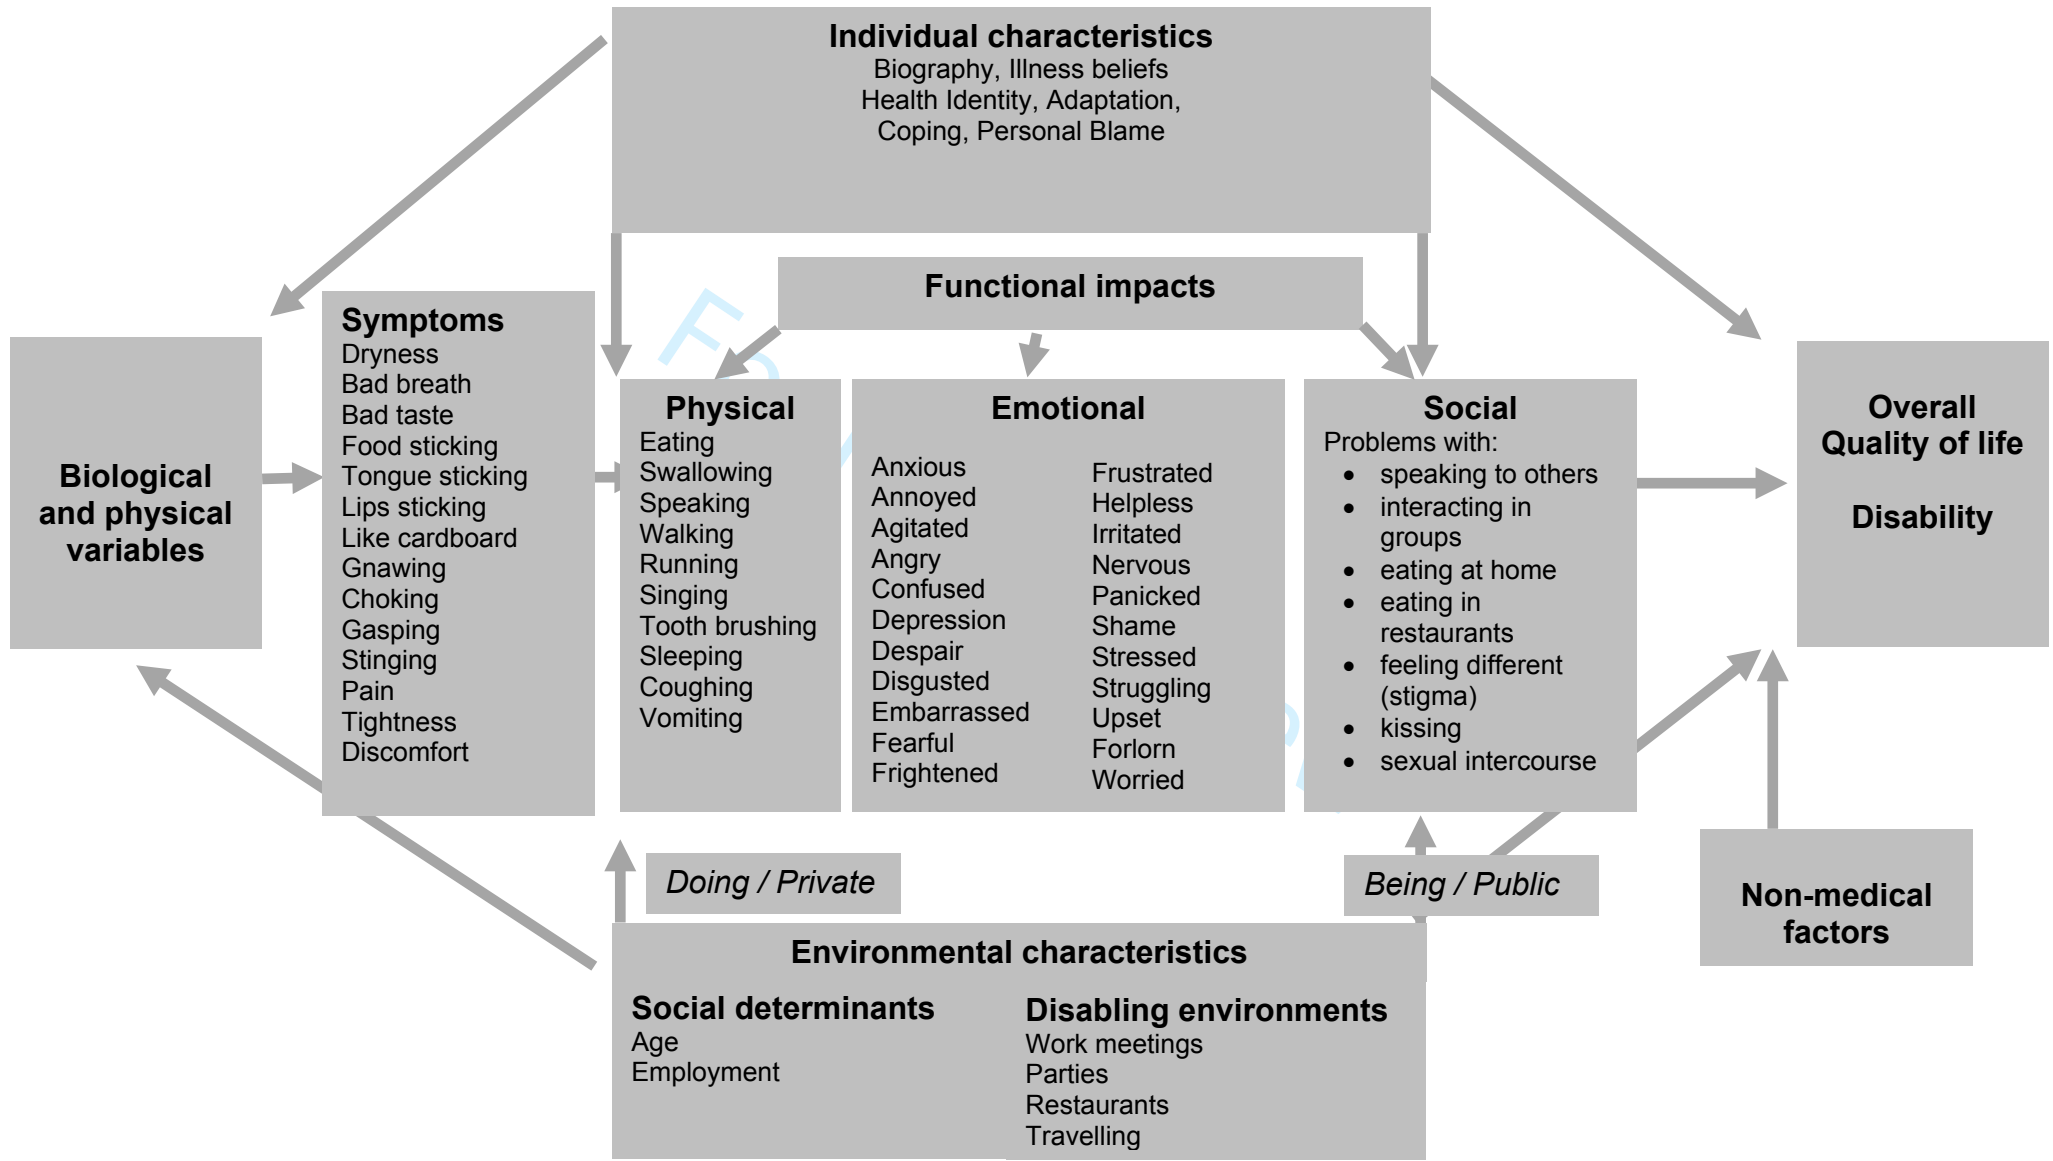 Individual characteristics
Biography, Illness beliefs
Health Identity, Adaptation,
Coping, Personal Blame
Functional impacts
Biological
and physical
variables
Symptoms
Dryness
Bad breath
Bad taste
Food sticking
Tongue sticking
Lips sticking
Like cardboard
Gnawing
Choking
Gasping
Stinging
Pain
Tightness
Discomfort
Physical
Eating
Swallowing
Speaking
Walking
Running
Singing
Tooth brushing
Sleeping
Coughing
Vomiting
Emotional
Anxious
Annoyed
Agitated
Angry
Confused
Depression
Despair
Disgusted
Embarrassed
Fearful
Frightened
Frustrated
Helpless
Irritated
Nervous
Panicked
Shame
Stressed
Struggling
Upset
Forlorn
Worried
Social
Problems with:
• speaking to others
• interacting in
groups
• eating at home
• eating in
restaurants
• feeling different
(stigma)
• kissing
• sexual intercourse
Overall
Quality of life
Disability
Doing / Private
Being / Public
Non-medical
factors
Environmental characteristics
Social determinants
Age
Employment
Disabling environments
Work meetings
Parties
Restaurants
Travelling